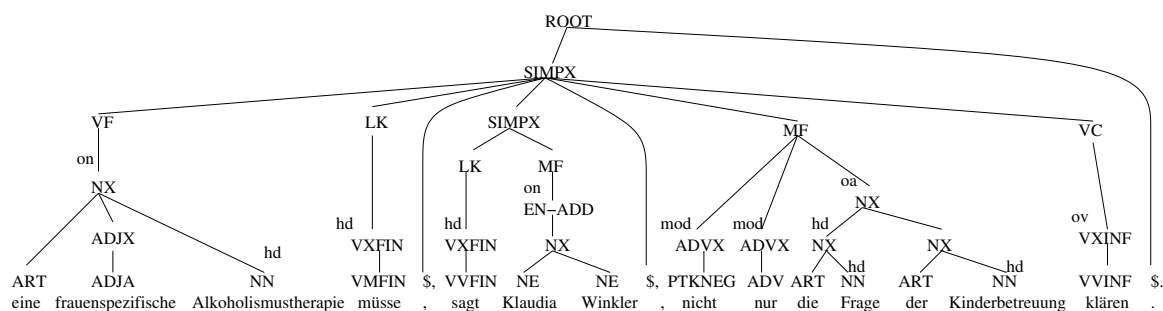 ROOT
SIMPX
VF LK SIMPX MF VC
on LK MF
NX on oa
EN-ADD NX
hd hd mod mod hd ov
ADJX hd VXFIN VXFIN NX ADVX ADVX NX NX VXINF
hd hd
ART ADJA NN VMFIN $, VVFIN NE NE $, PTKNEG ADV ART NN ART NN VVINF $.
eine frauenspezifische Alkoholismustherapie müsse , sagt Klaudia Winkler , nicht nur die Frage der Kinderbetreuung klären .